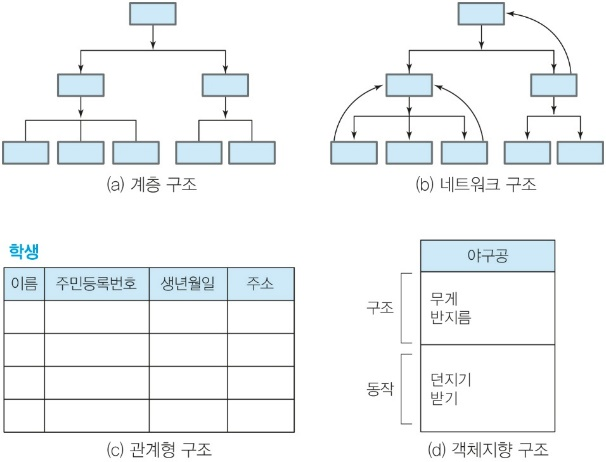 (a) 계층 구조
(b) 네트워크 구조
학생
이름 주민등록번호 생년월일 주소
(c) 관계형 구조
야구공
구조
무게
반지름
동작
던지기
받기
(d) 객체지향 구조